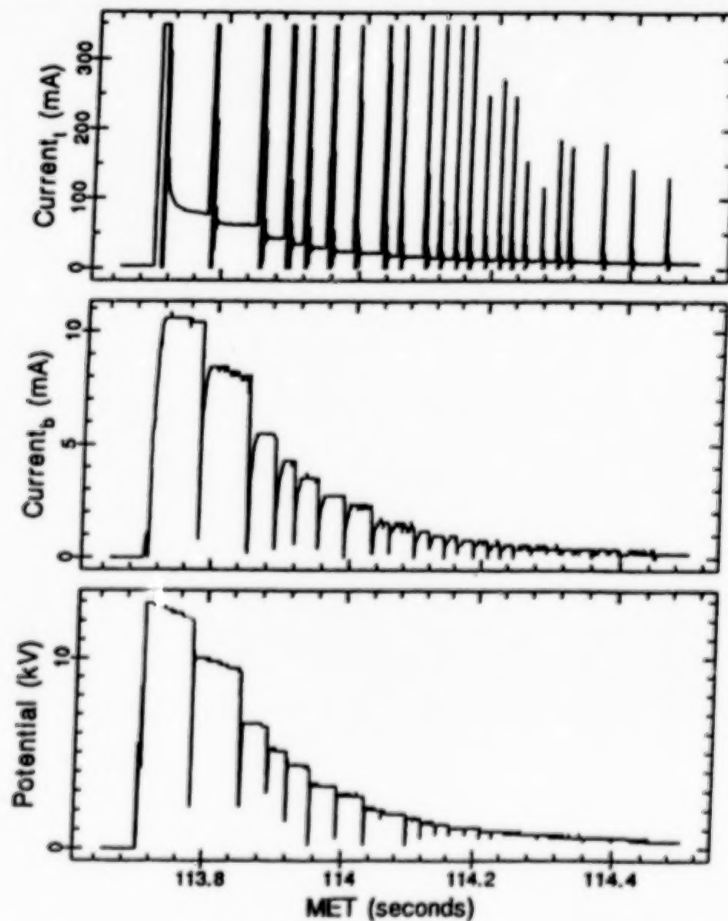 Current_l (mA)
300
200
100
0
Current_b (mA)
10
5
0
Potential (kV)
10
0
113.8 114 114.2 114.4
MET (seconds)